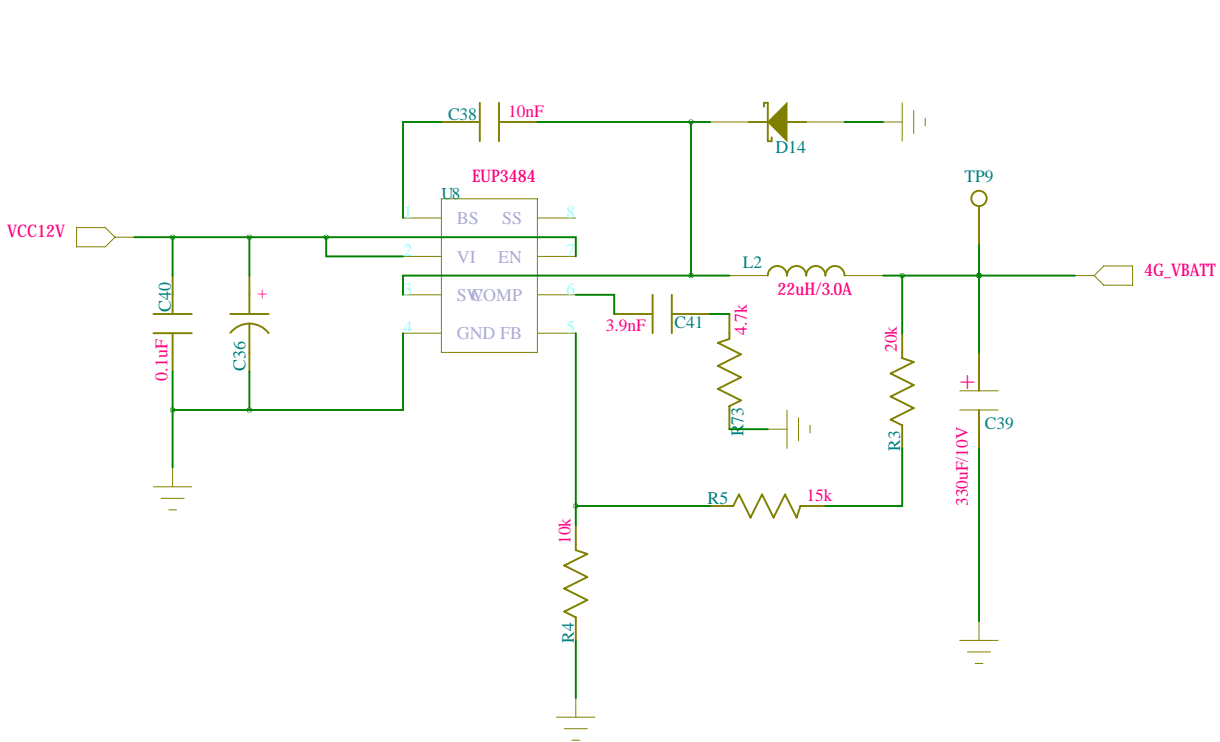 C38
10nF
D14
EUP3484
U8
TP9
VCC12V
1
BS
SS
8
2
VI
EN
7
L2
4G_VBATT
22uH/3.0A
C40
+
3
SW
COMP
6
3.9nF
C41
4.7k
4
GND
FB
5
0.1uF
C36
20k
+
R73
R3
C39
330uF/10V
R5
15k
10k
R4